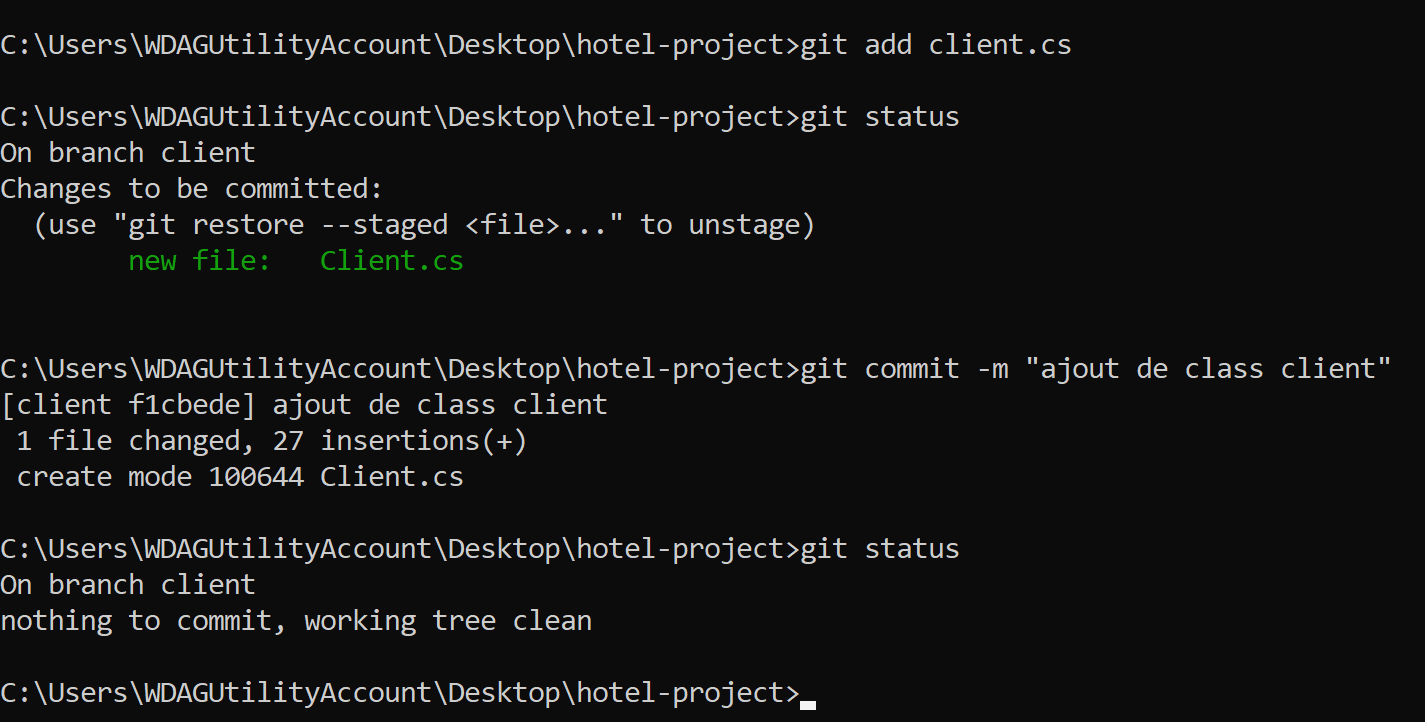 C:\Users\WDAGUtilityAccount\Desktop\hotel-project>git add client.cs
C:\Users\WDAGUtilityAccount\Desktop\hotel-project>git status
On branch client
Changes to be committed:
  (use "git restore --staged <file>..." to unstage)
        new file:   Client.cs
C:\Users\WDAGUtilityAccount\Desktop\hotel-project>git commit -m "ajout de class client"
[client f1cbede] ajout de class client
 1 file changed, 27 insertions(+)
 create mode 100644 Client.cs
C:\Users\WDAGUtilityAccount\Desktop\hotel-project>git status
On branch client
nothing to commit, working tree clean
C:\Users\WDAGUtilityAccount\Desktop\hotel-project>